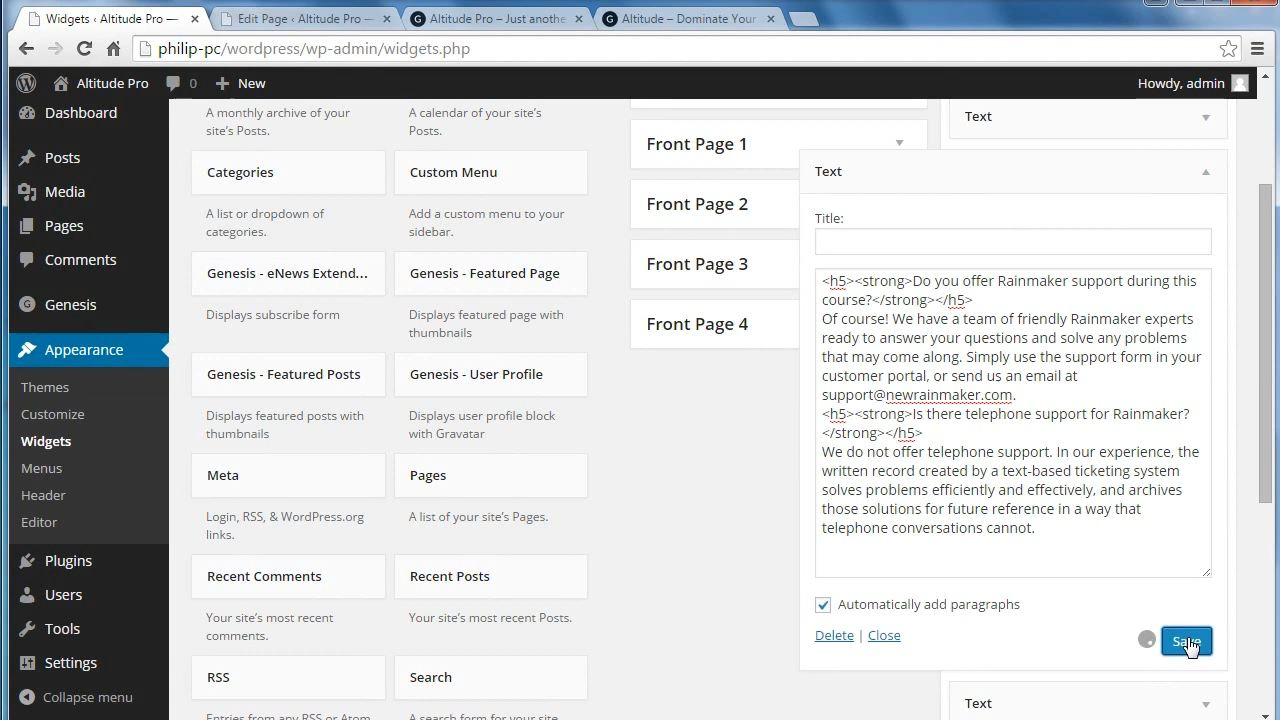 Widgets ‹ Altitude Pro —
Edit Page ‹ Altitude Pro —
Altitude Pro – Just anothe
Altitude – Dominate Your
philip-pc/wordpress/wp-admin/widgets.php
Altitude Pro
0
New
Howdy, admin
Dashboard
Posts
Media
Pages
Comments
Genesis
Appearance
Themes
Customize
Widgets
Menus
Header
Editor
Plugins
Users
Tools
Settings
Collapse menu
A monthly archive of your
site's Posts.
A calendar of your site's
Posts.
Categories
Custom Menu
A list or dropdown of
categories.
Add a custom menu to your
sidebar.
Genesis - eNews Extend...
Genesis - Featured Page
Displays subscribe form
Displays featured page with
thumbnails
Genesis - Featured Posts
Genesis - User Profile
Displays featured posts with
thumbnails
Displays user profile block
with Gravatar
Meta
Pages
Login, RSS, & WordPress.org
links.
A list of your site's Pages.
Recent Comments
Recent Posts
Your site's most recent
comments.
Your site's most recent Posts.
RSS
Search
Entries from any RSS or Atom
A search form for your site.
Front Page 1
Front Page 2
Front Page 3
Front Page 4
Text
Text
Title:
<h5><strong>Do you offer Rainmaker support during this
course?</strong></h5>
Of course! We have a team of friendly Rainmaker experts
ready to answer your questions and solve any problems
that may come along. Simply use the support form in your
customer portal, or send us an email at
support@newrainmaker.com.
<h5><strong>Is there telephone support for Rainmaker?
</strong></h5>
We do not offer telephone support. In our experience, the
written record created by a text-based ticketing system
solves problems efficiently and effectively, and archives
those solutions for future reference in a way that
telephone conversations cannot.
Automatically add paragraphs
Delete | Close
Save
Text